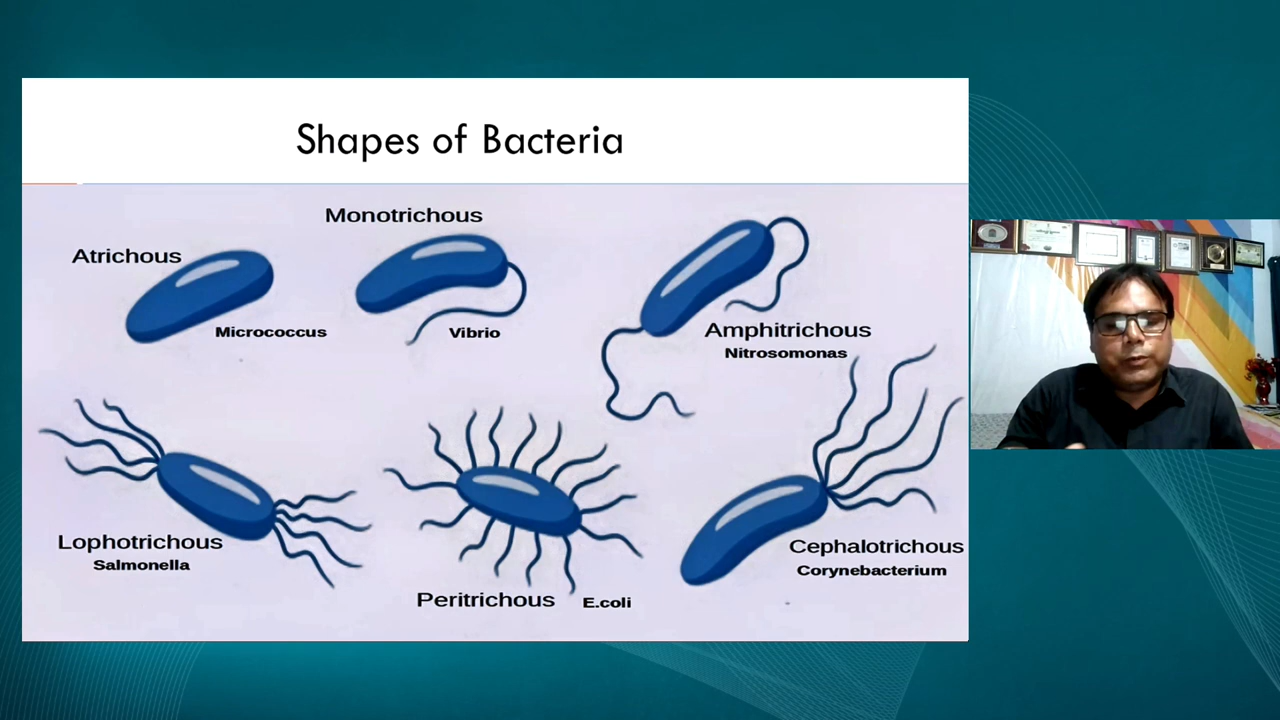 Shapes of Bacteria
Monotrichous
Atrichous
Micrococcus
Vibrio
Amphitrichous
Nitrosomonas
Lophotrichous
Salmonella
Peritrichous
E.coli
Cephalotrichous
Corynebacterium